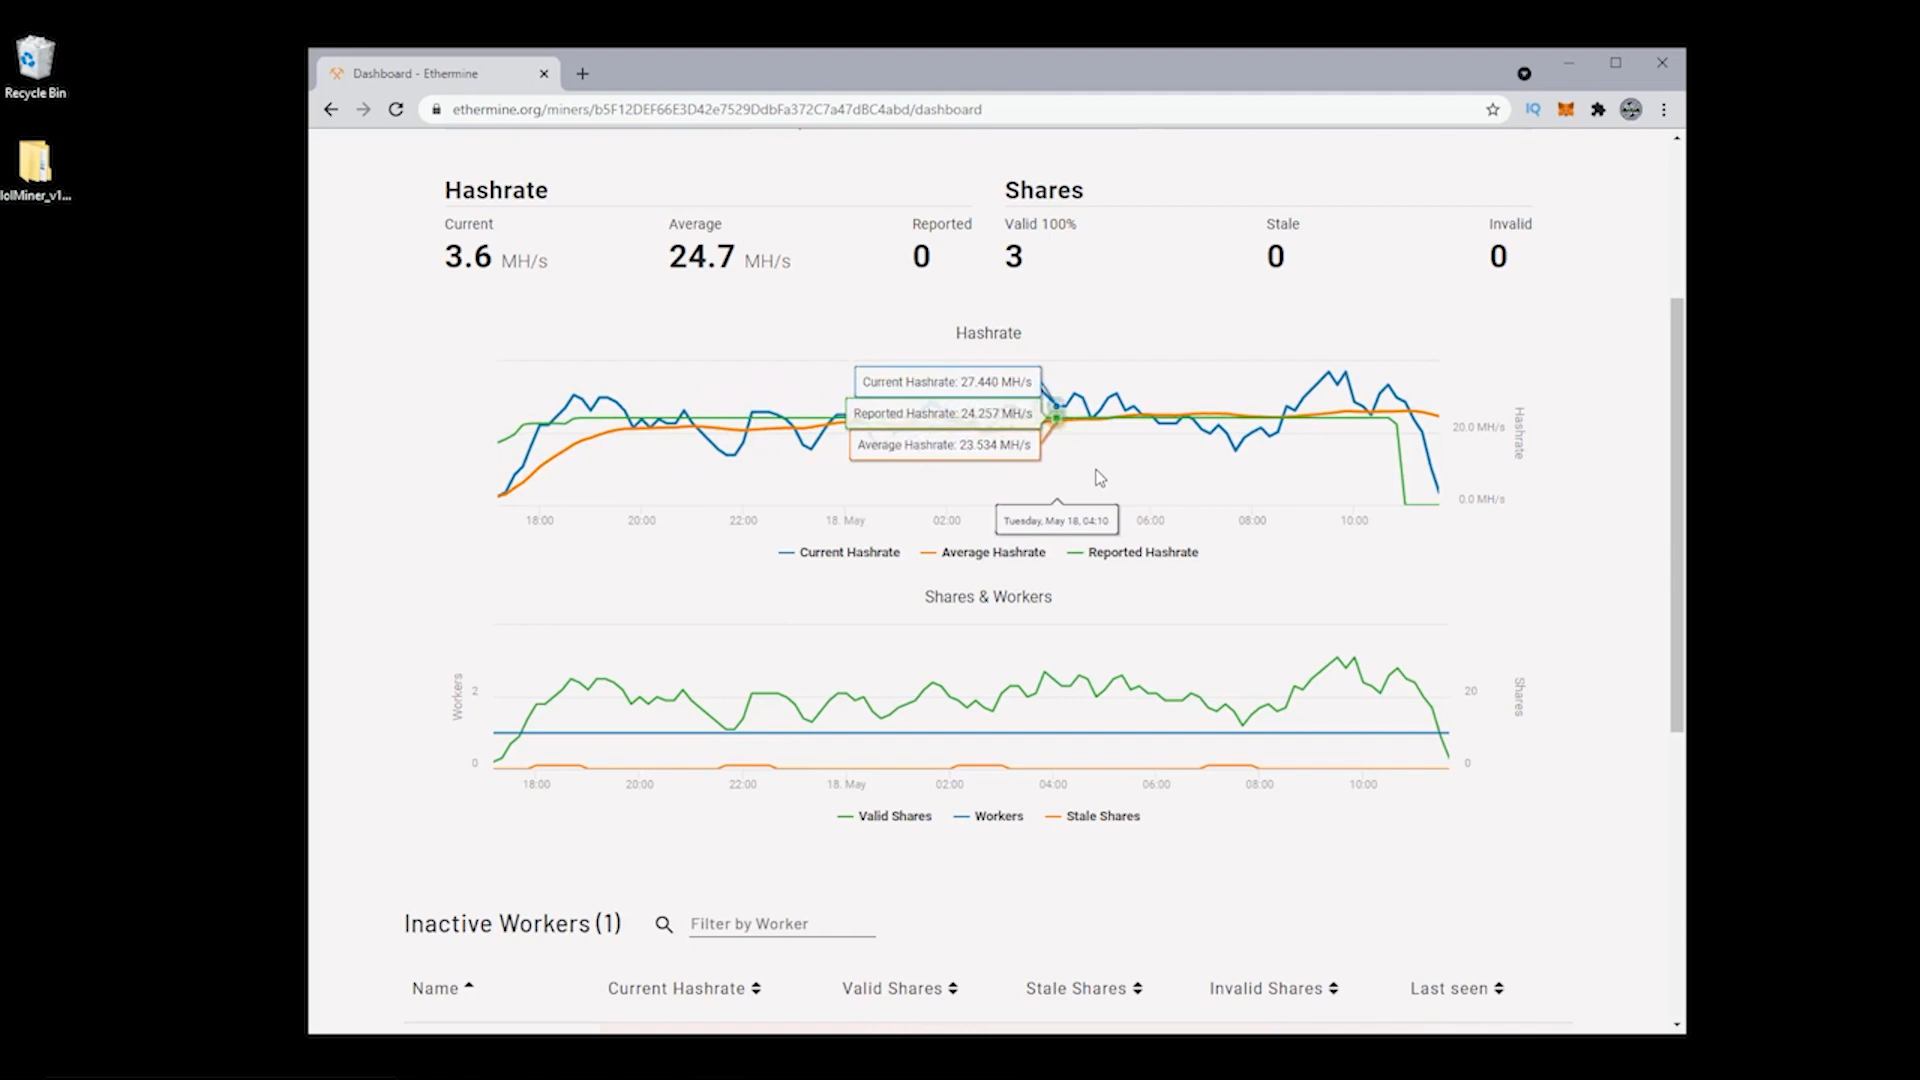 Recycle Bin
lolMiner_v1...
Dashboard - Ethermine
ethermine.org/miners/b5F12DEF66E3D42e7529DdbFa372C7a47dBC4abd/dashboard
IQ
Hashrate
Current Average Reported
3.6 MH/s 24.7 MH/s 0
Shares
Valid 100% Stale Invalid
3 0 0
Hashrate
Current Hashrate: 27.440 MH/s
Reported Hashrate: 24.257 MH/s
Average Hashrate: 23.534 MH/s
20.0 MH/s
0.0 MH/s
Hashrate
18:00 20:00 22:00 18. May 02:00 06:00 08:00 10:00
Tuesday, May 18, 04:10
Current Hashrate Average Hashrate Reported Hashrate
Shares & Workers
Workers
2
0
20
0
Shares
18:00 20:00 22:00 18. May 02:00 04:00 06:00 08:00 10:00
Valid Shares Workers Stale Shares
Inactive Workers (1) Filter by Worker
Name Current Hashrate Valid Shares Stale Shares Invalid Shares Last seen